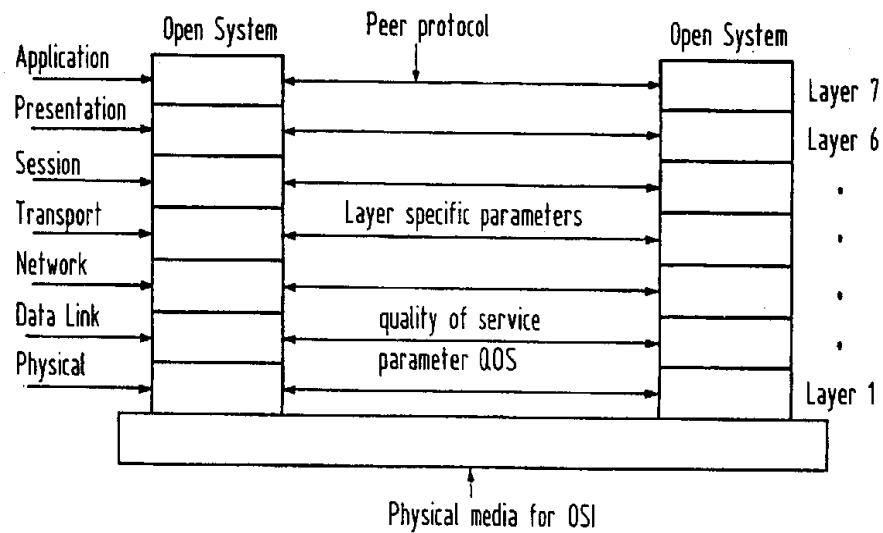 Open System
Peer protocol
Open System
Application
Layer 7
Presentation
Layer 6
Session
Transport
Layer specific parameters
Network
Data Link
quality of service
Physical
parameter QOS
Layer 1
Physical media for OSI